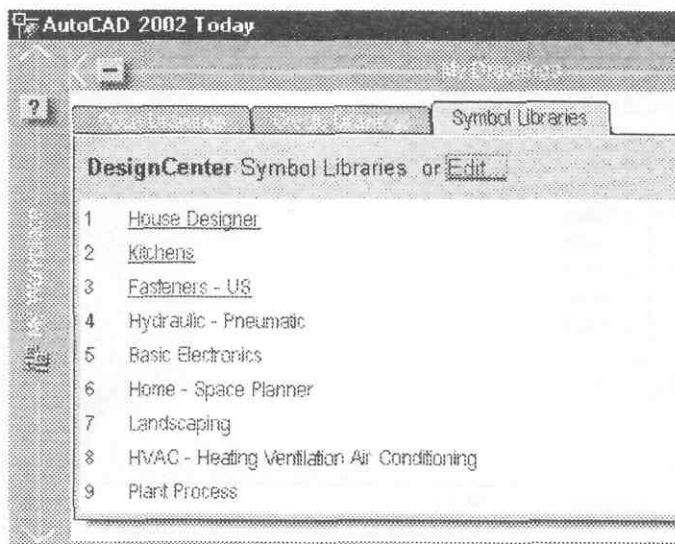 AutoCAD 2002 Today
My Drawings
?
Symbol Libraries
DesignCenter Symbol Libraries or Edit...
1 House Designer
2 Kitchens
3 Fasteners - US
4 Hydraulic - Pneumatic
5 Basic Electronics
6 Home - Space Planner
7 Landscaping
8 HVAC - Heating Ventilation Air Conditioning
9 Plant Process